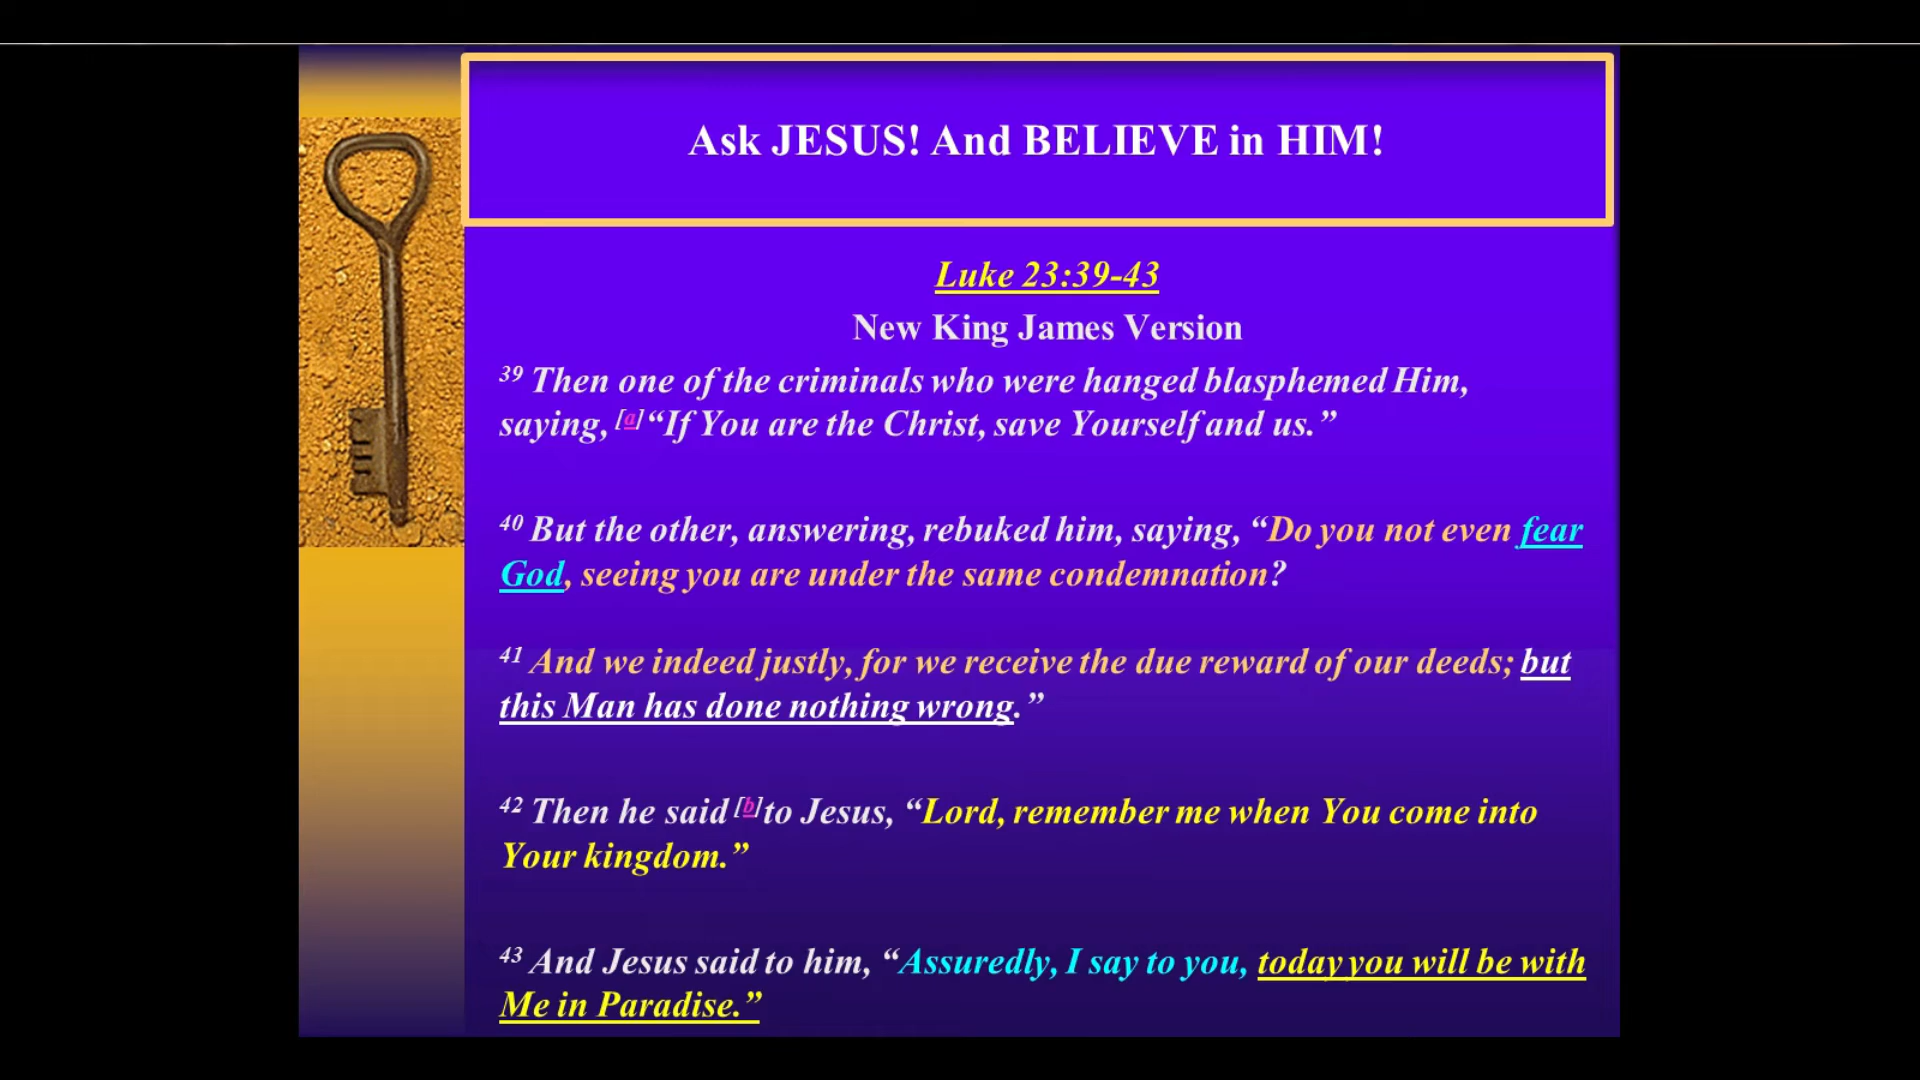 Ask JESUS! And BELIEVE in HIM!
Luke 23:39-43
New King James Version
39 Then one of the criminals who were hanged blasphemed Him,
saying, [a]“If You are the Christ, save Yourself and us.”
40 But the other, answering, rebuked him, saying, “Do you not even fear
God, seeing you are under the same condemnation?
41 And we indeed justly, for we receive the due reward of our deeds; but
this Man has done nothing wrong.”
42 Then he said [b]to Jesus, “Lord, remember me when You come into
Your kingdom.”
43 And Jesus said to him, “Assuredly, I say to you, today you will be with
Me in Paradise.”